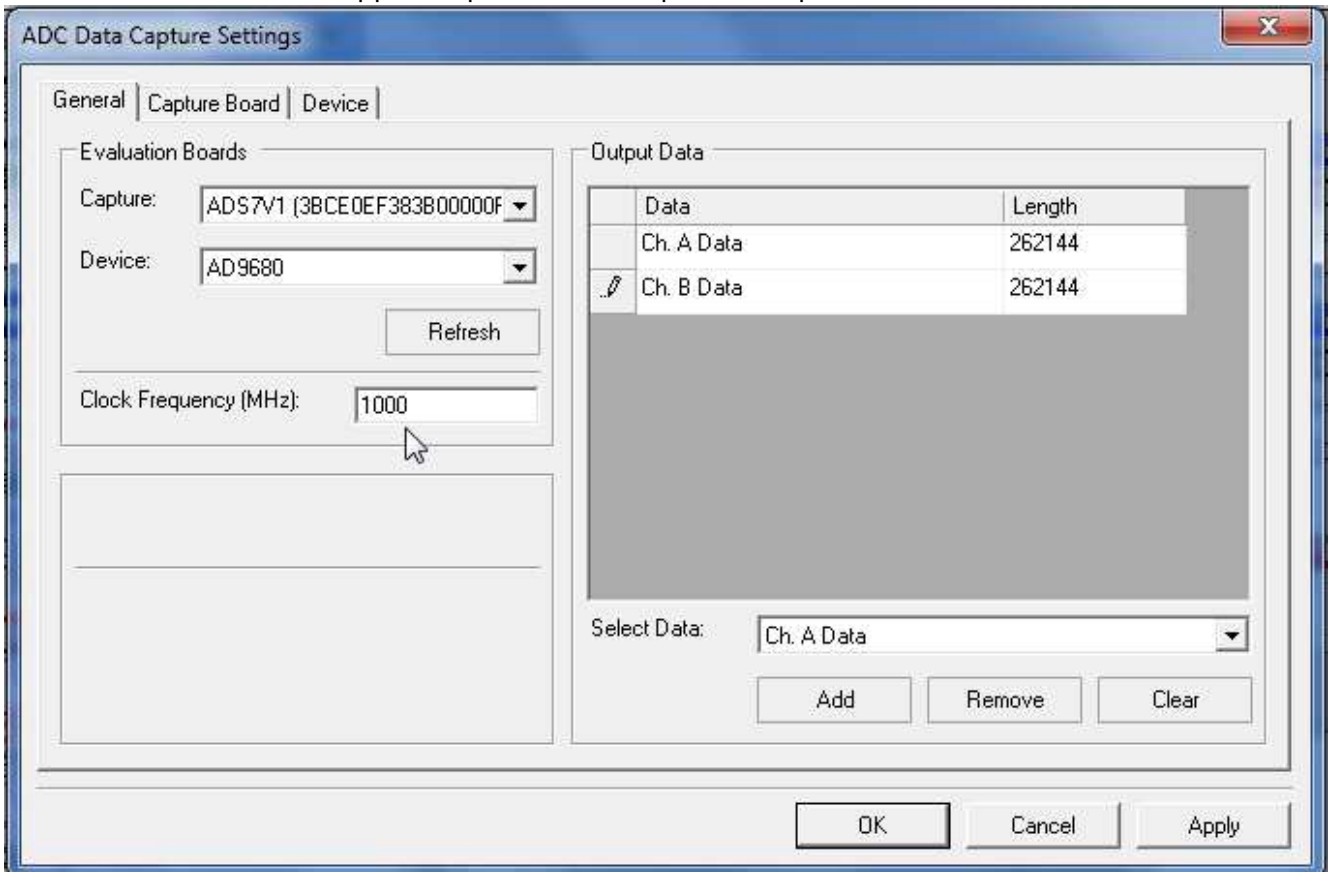 ADC Data Capture Settings
General
Capture Board
Device
Evaluation Boards
Capture:
ADS7V1 (3BCE0EF383B00000F
Device:
AD9680
Refresh
Clock Frequency (MHz):
1000
Output Data
Data
Length
Ch. A Data
262144
Ch. B Data
262144
Select Data:
Ch. A Data
Add
Remove
Clear
OK
Cancel
Apply